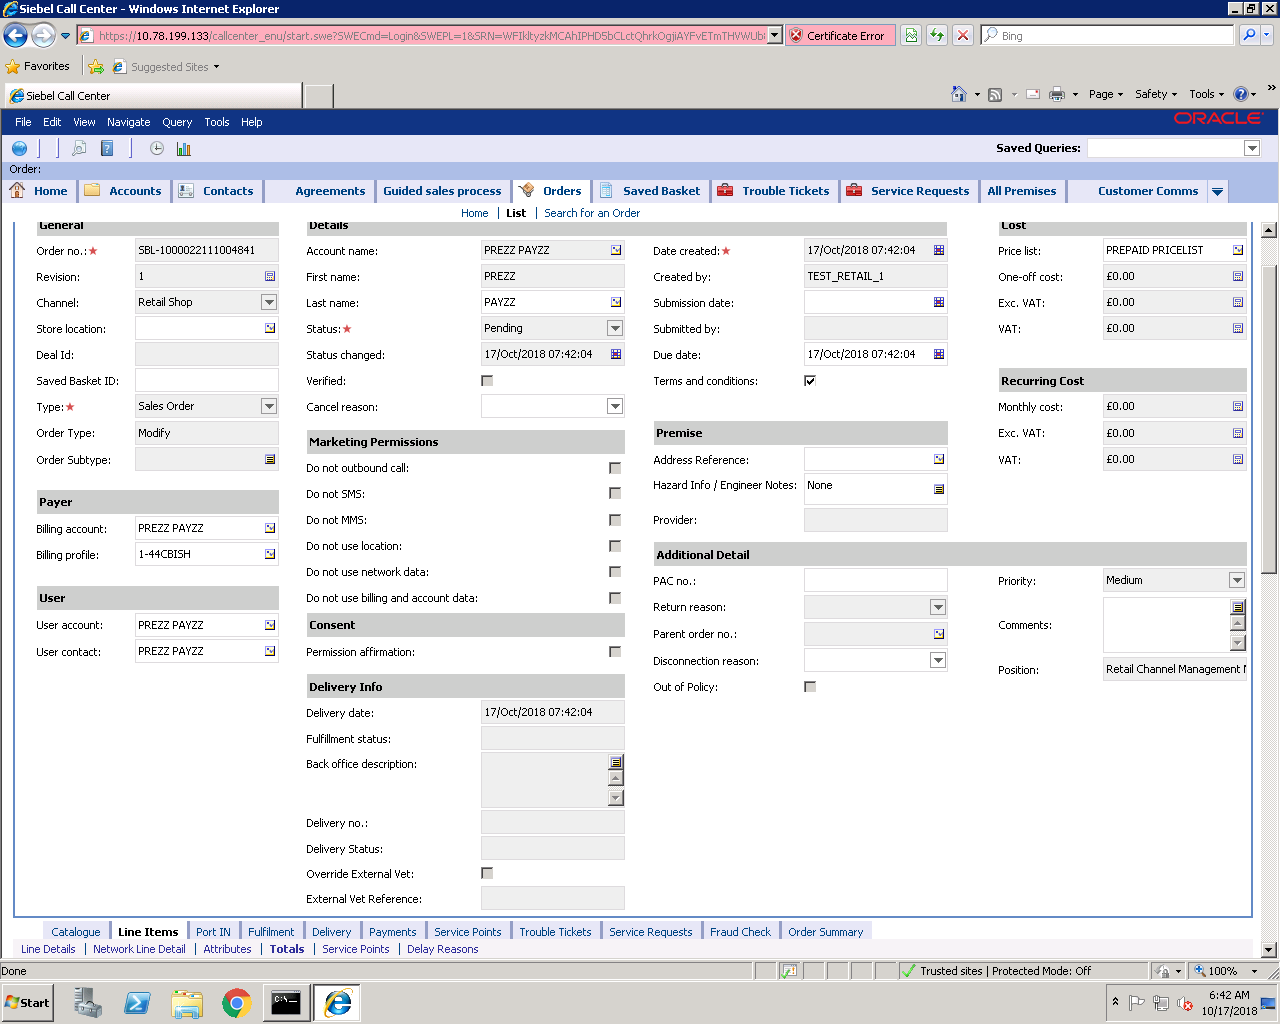 Siebel Call Center - Windows Internet Explorer
Certificate Error
Bing
Favorites
Suggested Sites
Siebel Call Center
Page
Safety
Tools
»
File Edit View Navigate Query Tools Help
ORACLE
Saved Queries:
Order:
Home Accounts Contacts Agreements Guided sales process Orders Saved Basket Trouble Tickets Service Requests All Premises Customer Comms
Home | List | Search for an Order
General
Order no.:★ SBL-1000022111004841
Revision: 1
Channel: Retail Shop
Store location:
Deal Id:
Saved Basket ID:
Type:★ Sales Order
Order Type: Modify
Order Subtype:
Payer
Billing account: PREZZ PAYZZ
Billing profile: 1-44CBISH
User
User account: PREZZ PAYZZ
User contact: PREZZ PAYZZ
Details
Account name: PREZZ PAYZZ
First name: PREZZ
Last name: PAYZZ
Status:★ Pending
Status changed: 17/Oct/2018 07:42:04
Verified:
Cancel reason:
Marketing Permissions
Do not outbound call:
Do not SMS:
Do not MMS:
Do not use location:
Do not use network data:
Do not use billing and account data:
Consent
Permission affirmation:
Delivery Info
Delivery date: 17/Oct/2018 07:42:04
Fulfillment status:
Back office description:
Delivery no.:
Delivery Status:
Override External Vet:
External Vet Reference:
Date created:★ 17/Oct/2018 07:42:04
Created by: TEST_RETAIL_1
Submission date:
Submitted by:
Due date: 17/Oct/2018 07:42:04
Terms and conditions:
Premise
Address Reference:
Hazard Info / Engineer Notes: None
Provider:
Additional Detail
PAC no.:
Return reason:
Parent order no.:
Disconnection reason:
Out of Policy:
Priority: Medium
Comments:
Position: Retail Channel Management
Cost
Price list: PREPAID PRICELIST
One-off cost: £0.00
Exc. VAT: £0.00
VAT: £0.00
Recurring Cost
Monthly cost: £0.00
Exc. VAT: £0.00
VAT: £0.00
Catalogue Line Items Port IN Fulfilment Delivery Payments Service Points Trouble Tickets Service Requests Fraud Check Order Summary
Line Details | Network Line Detail | Attributes | Totals | Service Points | Delay Reasons
Done
Trusted sites | Protected Mode: Off
100%
Start
C:\
6:42 AM
10/17/2018